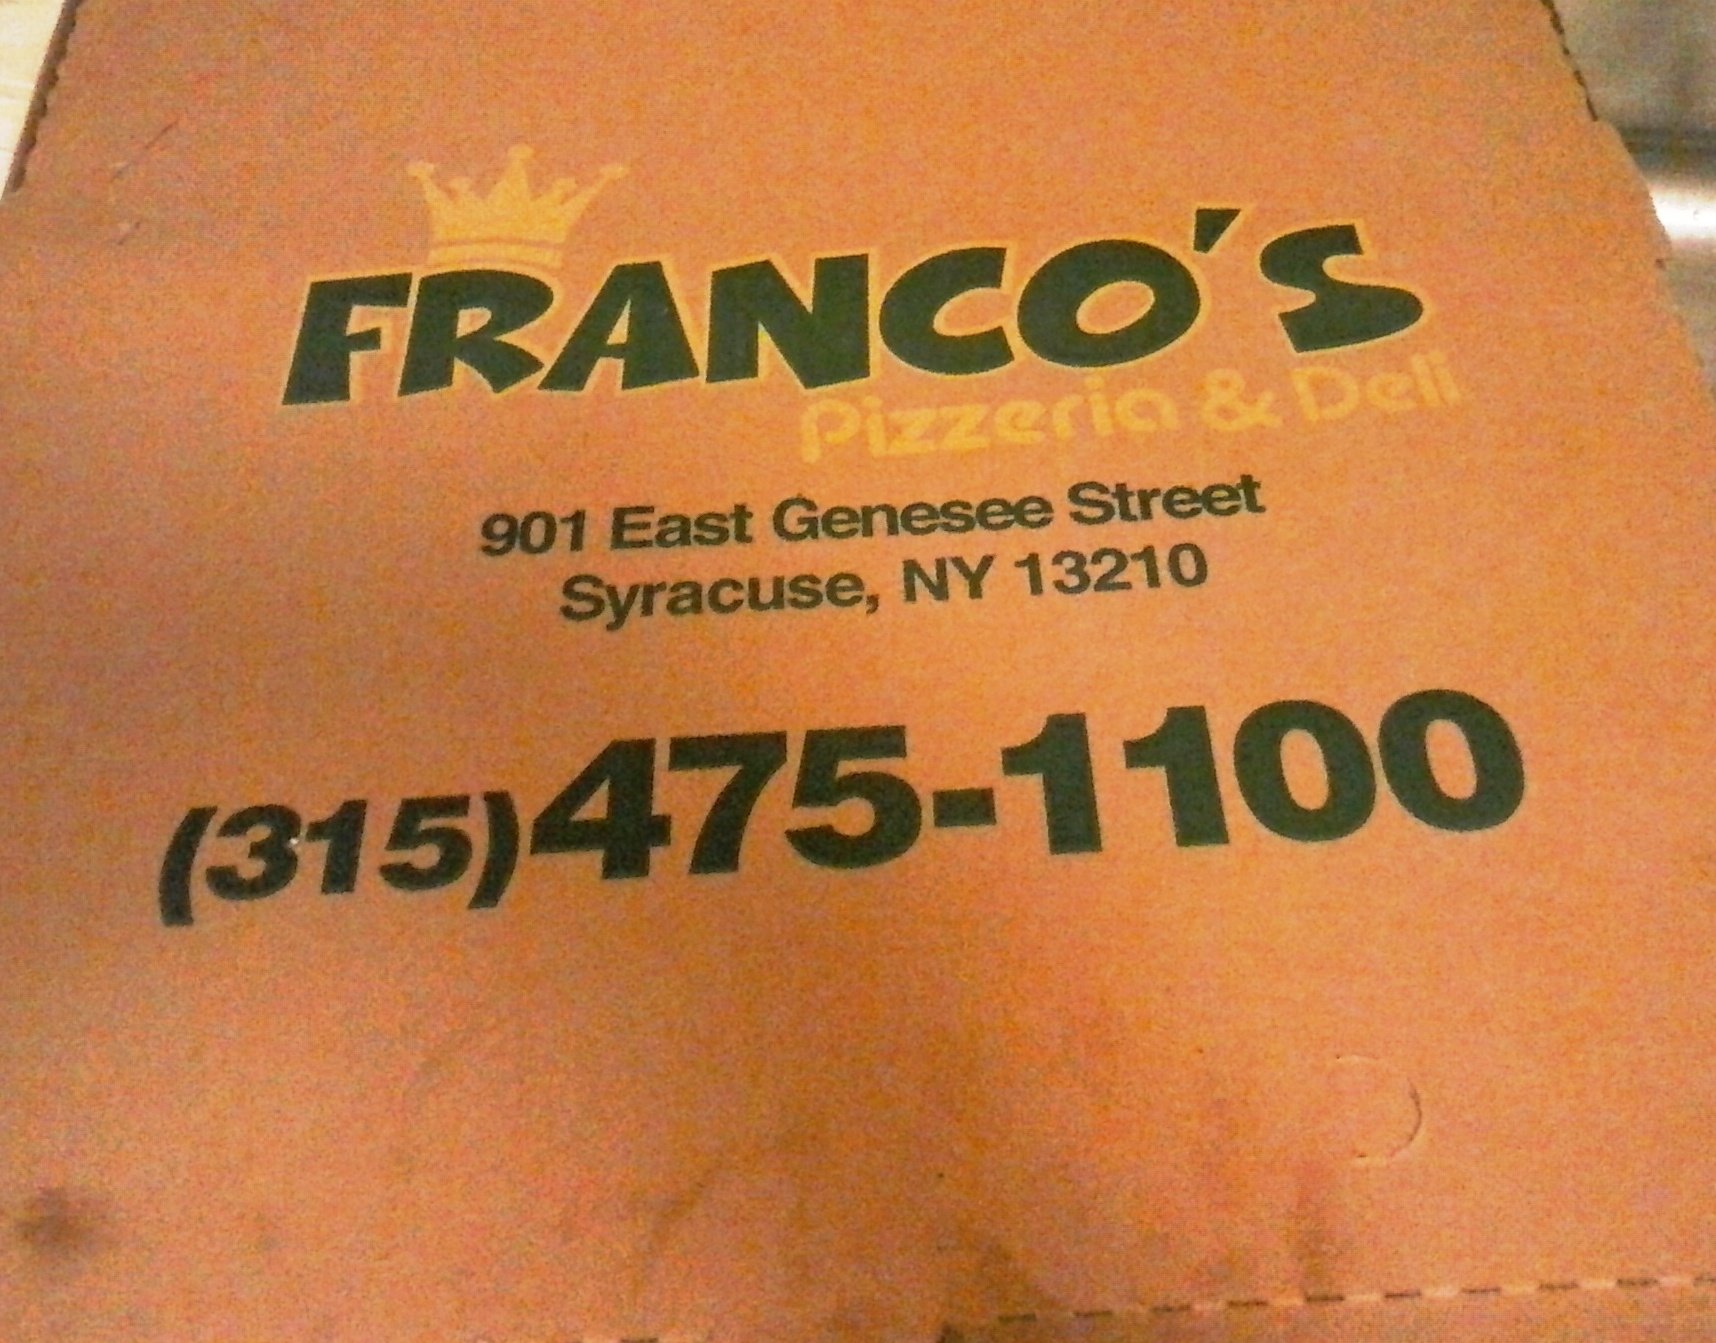 FRANCO'S
Pizzeria & Deli
901 East Genesee Street
Syracuse, NY 13210
(315)475-1100